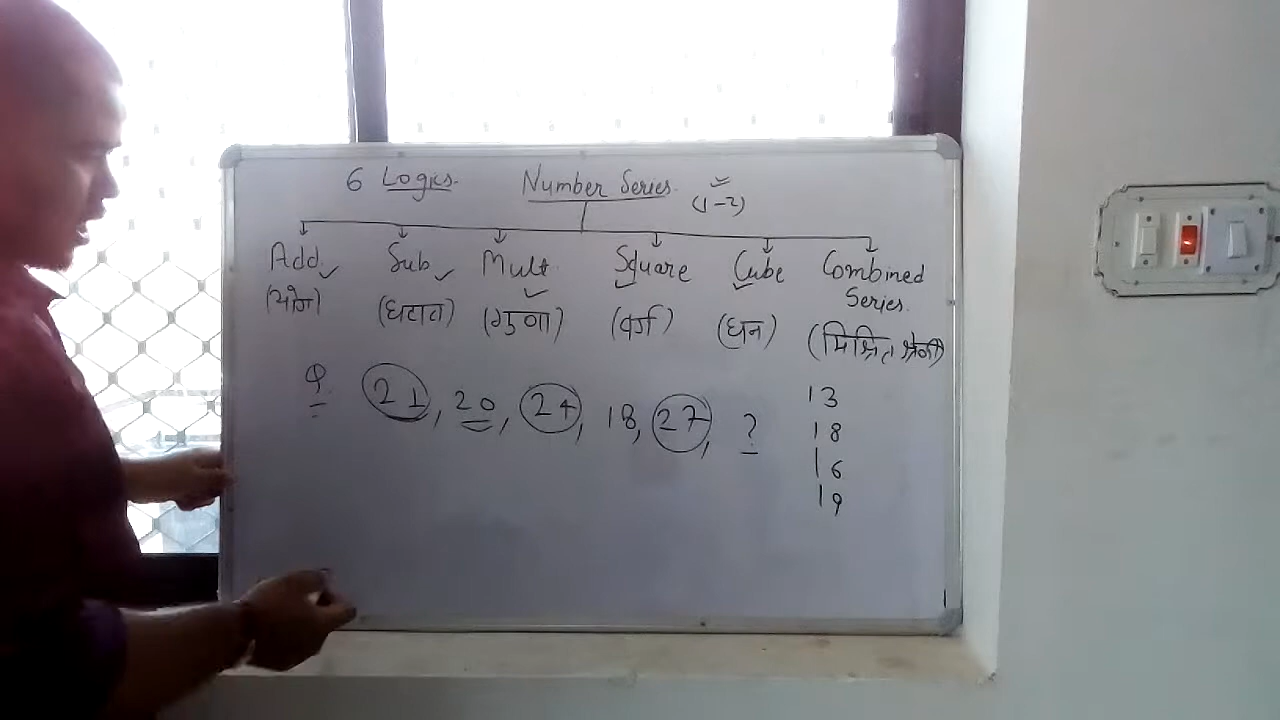 6 Logics. Number Series. (1-2)
Add. Sub Mult. Square Cube Combined Series.
(योग) (घटाव) (गुणा) (वर्ग) (घन) (मिश्रित श्रेणी)
Q. 21, 20, 24, 18, 27, ?
13
18
16
19